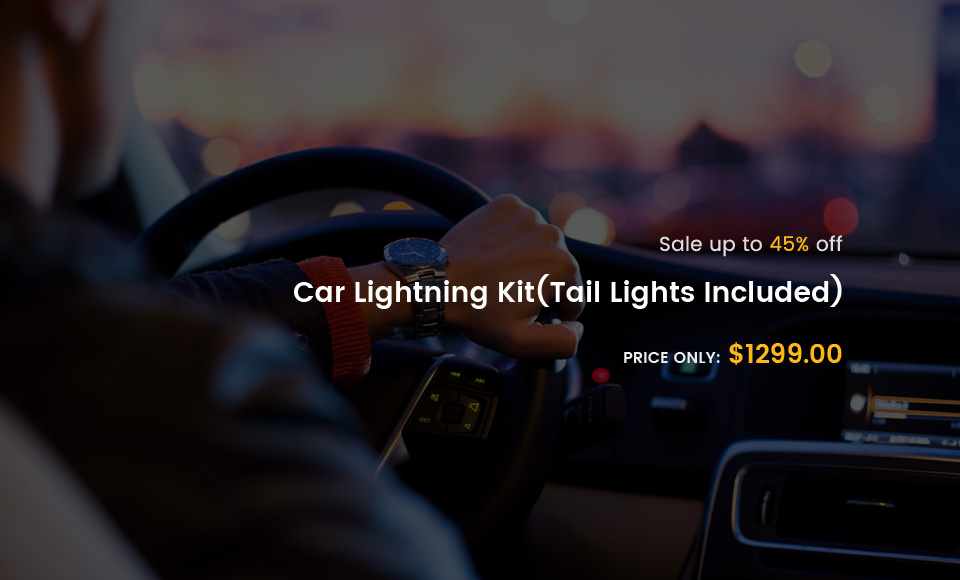 Sale up to 45% off
Car Lightning Kit(Tail Lights Included)
PRICE ONLY: $1299.00